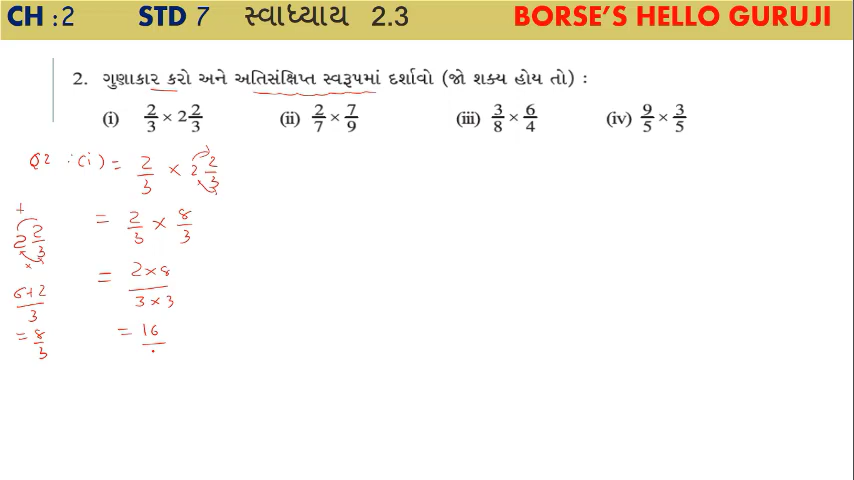 CH : 2 STD 7 સ્વાધ્યાય 2.3 BORSE'S HELLO GURUJI
2. ગુણાકાર કરો અને અતિસંક્ષિપ્ત સ્વરૂપમાં દર્શાવો (જો શક્ય હોય તો) :
(i) 2/3 × 2 2/3 (ii) 2/7 × 7/9 (iii) 3/8 × 6/4 (iv) 9/5 × 3/5
Q2 :(i) = 2/3 × 2 2/3
= 2/3 × 8/3
= 2×8 / 3×3
= 16/
+
2 2/3
×
6+2/3
= 8/3